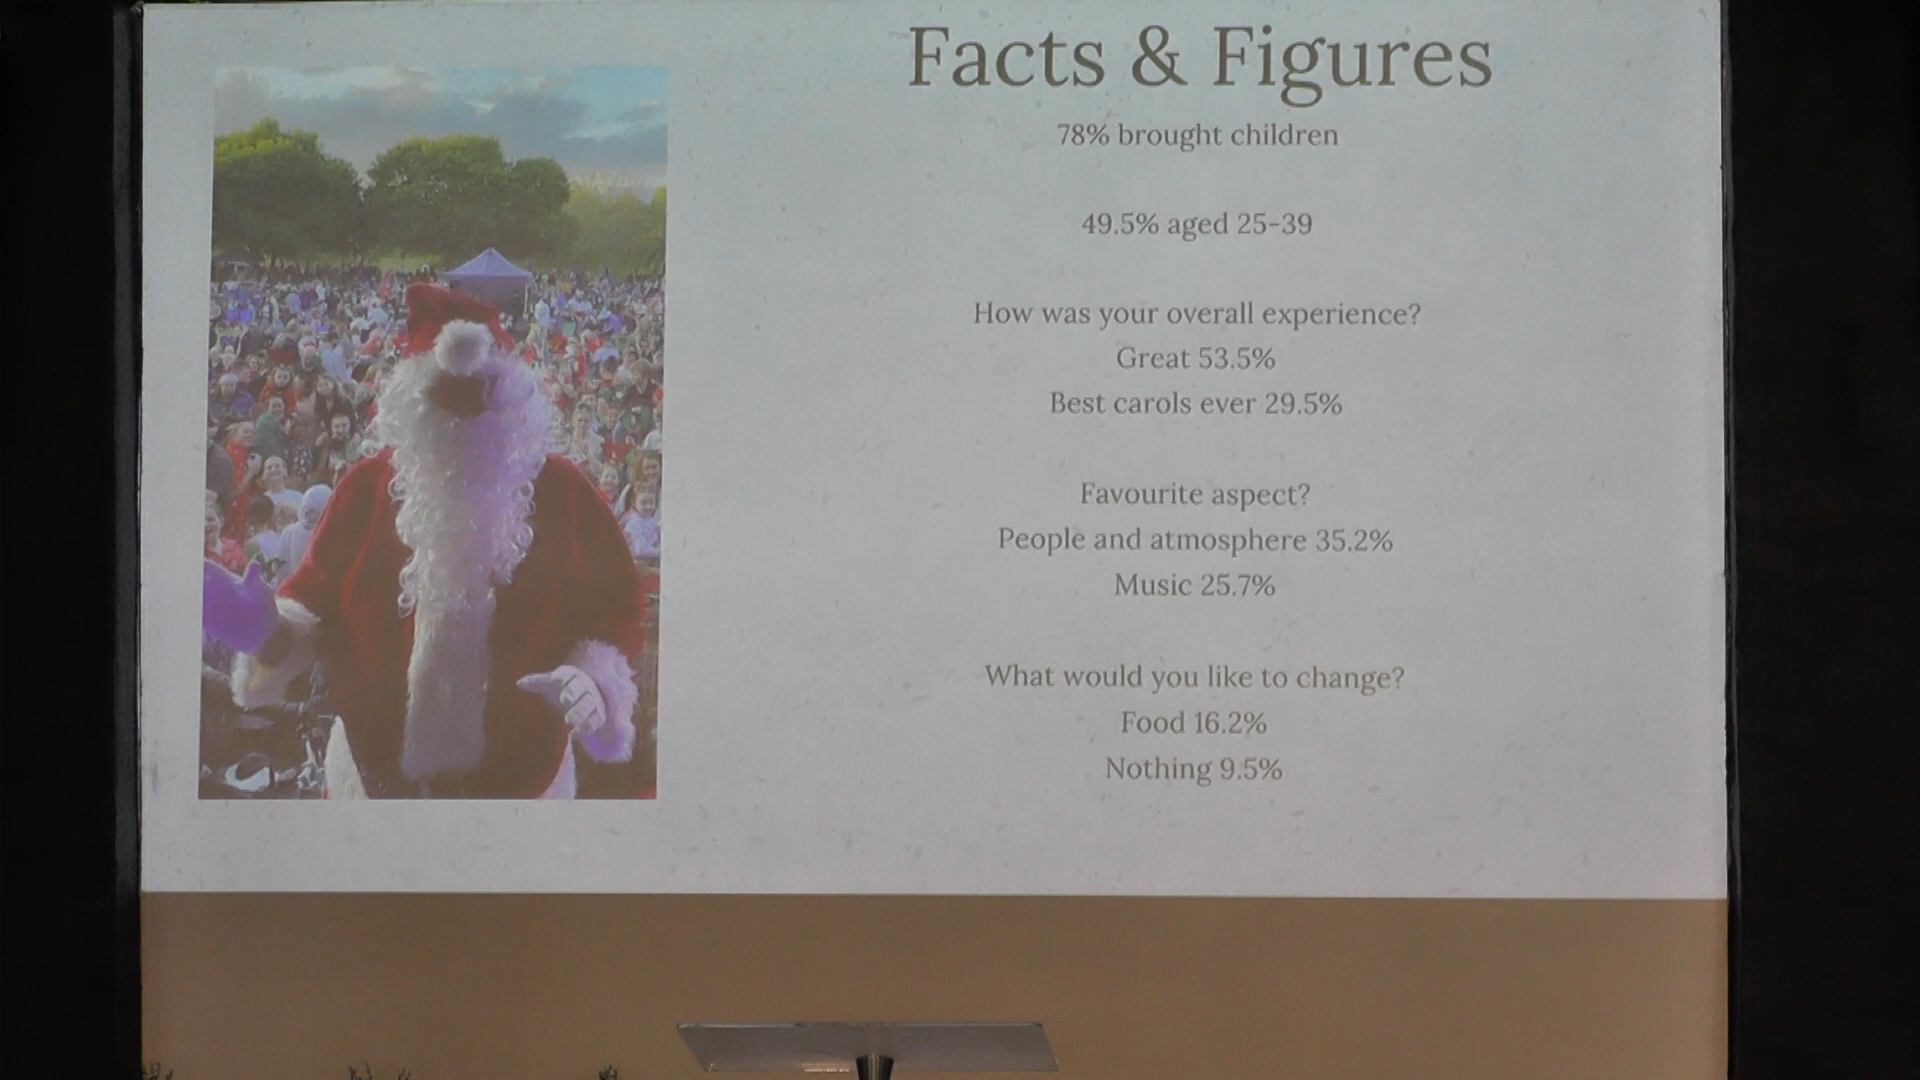 Facts & Figures
78% brought children
49.5% aged 25-39
How was your overall experience?
Great 53.5%
Best carols ever 29.5%
Favourite aspect?
People and atmosphere 35.2%
Music 25.7%
What would you like to change?
Food 16.2%
Nothing 9.5%